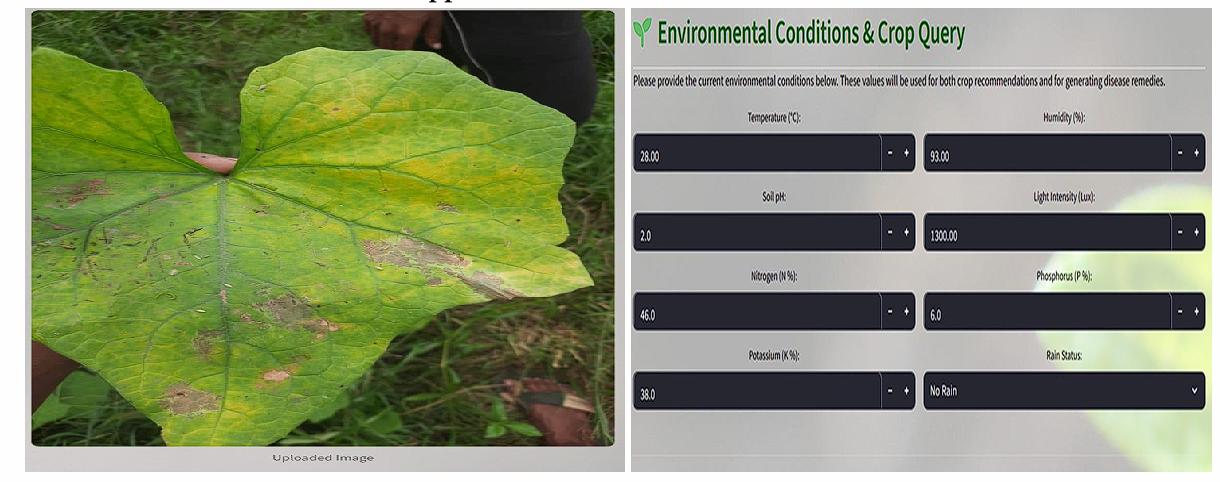 Uploaded Image
Environmental Conditions & Crop Query
Please provide the current environmental conditions below. These values will be used for both crop recommendations and for generating disease remedies.
Temperature (°C):
Humidity (%):
28.00 - +
93.00 - +
Soil pH:
Light Intensity (Lux):
2.0 - +
1300.00 - +
Nitrogen (N %):
Phosphorus (P %):
46.0 - +
6.0 - +
Potassium (K %):
Rain Status:
38.0 - +
No Rain